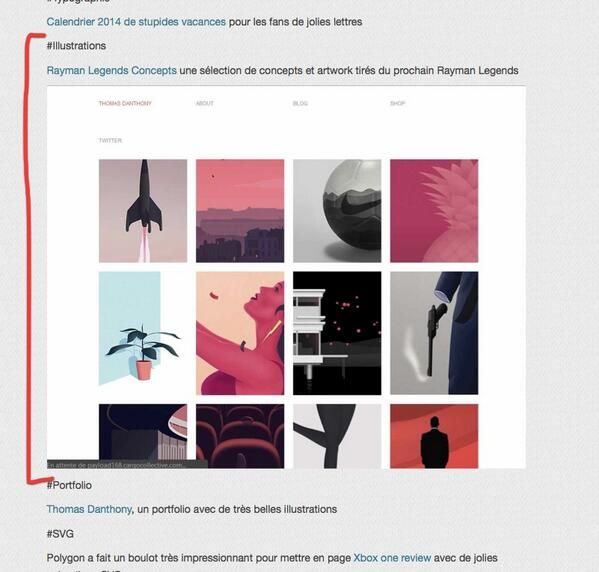 #Typographie
Calendrier 2014 de stupides vacances pour les fans de jolies lettres
#Illustrations
Rayman Legends Concepts une sélection de concepts et artwork tirés du prochain Rayman Legends
THOMAS DANTHONY ABOUT BLOG SHOP
TWITTER
En attente de payload168.cargocollective.com...
#Portfolio
Thomas Danthony, un portfolio avec de très belles illustrations
#SVG
Polygon a fait un boulot très impressionnant pour mettre en page Xbox one review avec de jolies